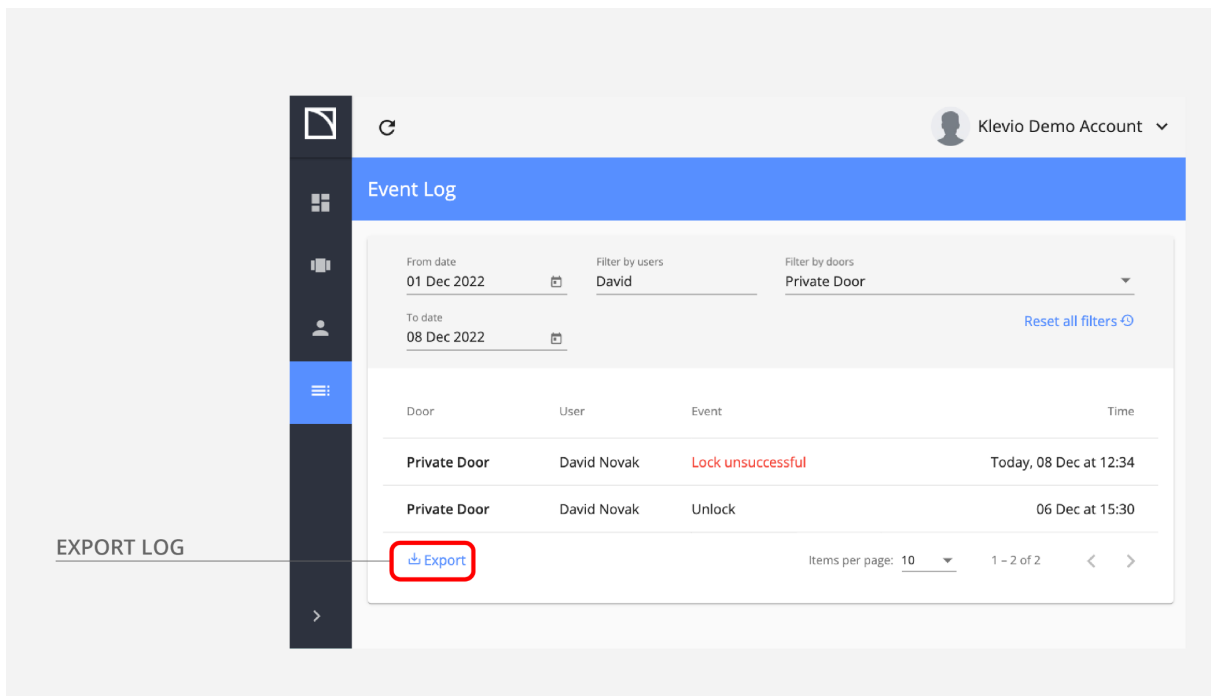 Klevio Demo Account
Event Log
From date
01 Dec 2022
Filter by users
David
Filter by doors
Private Door
To date
08 Dec 2022
Reset all filters
Door User Event Time
Private Door David Novak Lock unsuccessful Today, 08 Dec at 12:34
Private Door David Novak Unlock 06 Dec at 15:30
EXPORT LOG
Export
Items per page: 10 1 – 2 of 2